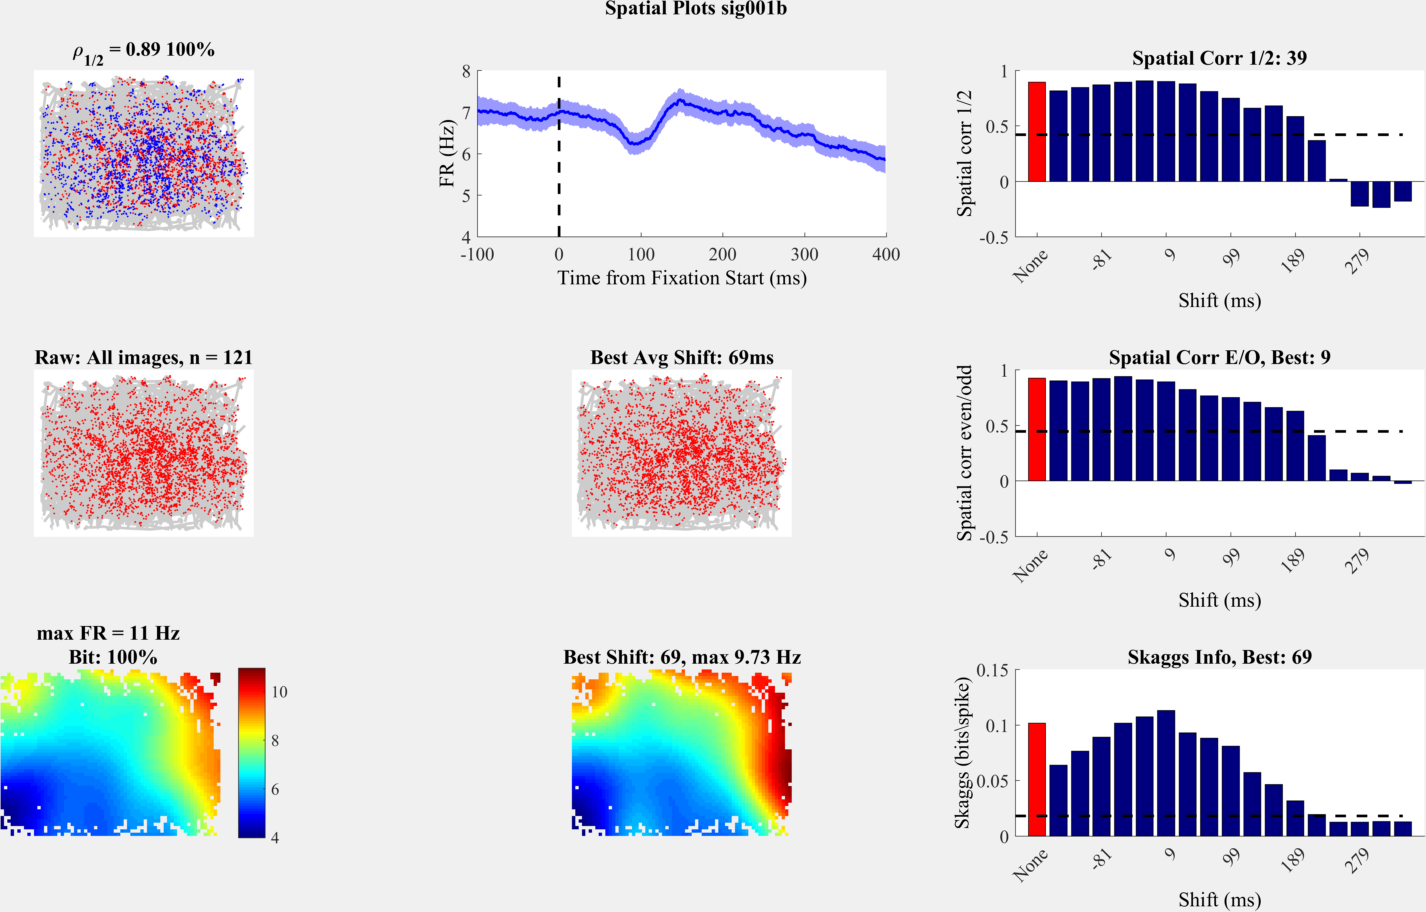 Spatial Plots sig001b
ρ1/2 = 0.89 100%
FR (Hz)
8
7
6
5
4
-100 0 100 200 300 400
Time from Fixation Start (ms)
Spatial Corr 1/2: 39
Spatial corr 1/2
1
0.5
0
-0.5
None -81 9 99 189 279
Shift (ms)
Raw: All images, n = 121
Best Avg Shift: 69ms
Spatial Corr E/O, Best: 9
Spatial corr even/odd
1
0.5
0
-0.5
None -81 9 99 189 279
Shift (ms)
max FR = 11 Hz
Bit: 100%
10
8
6
4
Best Shift: 69, max 9.73 Hz
Skaggs Info, Best: 69
Skaggs (bits\spike)
0.15
0.1
0.05
0
None -81 9 99 189 279
Shift (ms)